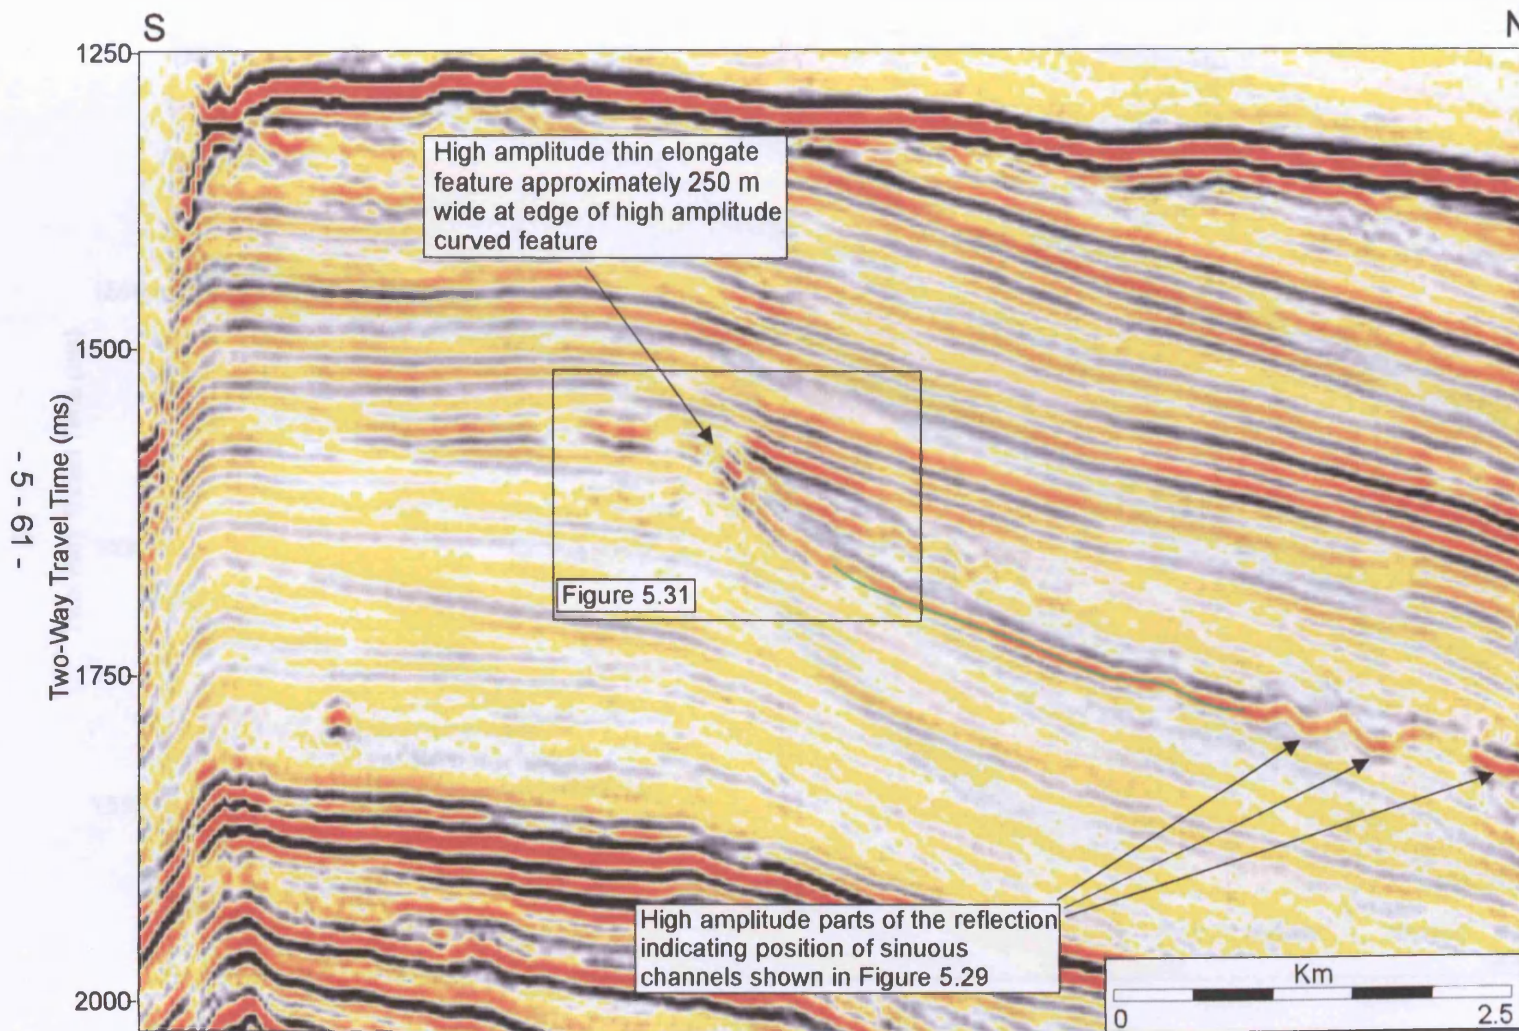 S
N
1250
1500
1750
2000
Two-Way Travel Time (ms)
- 5 - 61 -
High amplitude thin elongate
feature approximately 250 m
wide at edge of high amplitude
curved feature
Figure 5.31
High amplitude parts of the reflection
indicating position of sinuous
channels shown in Figure 5.29
Km
0
2.5